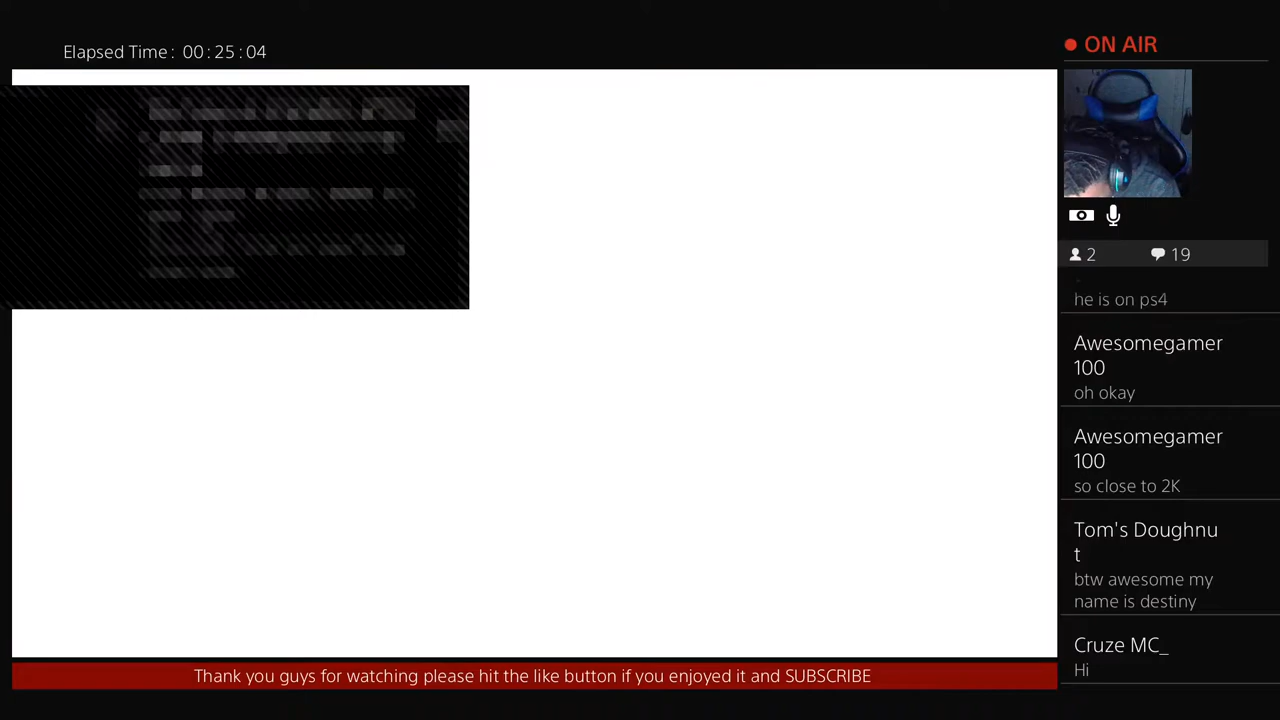 Elapsed Time: 00:25:04
ON AIR
2
19
he is on ps4
Awesomegamer
100
oh okay
Awesomegamer
100
so close to 2K
Tom's Doughnu
t
btw awesome my
name is destiny
Cruze MC_
Hi
Thank you guys for watching please hit the like button if you enjoyed it and SUBSCRIBE